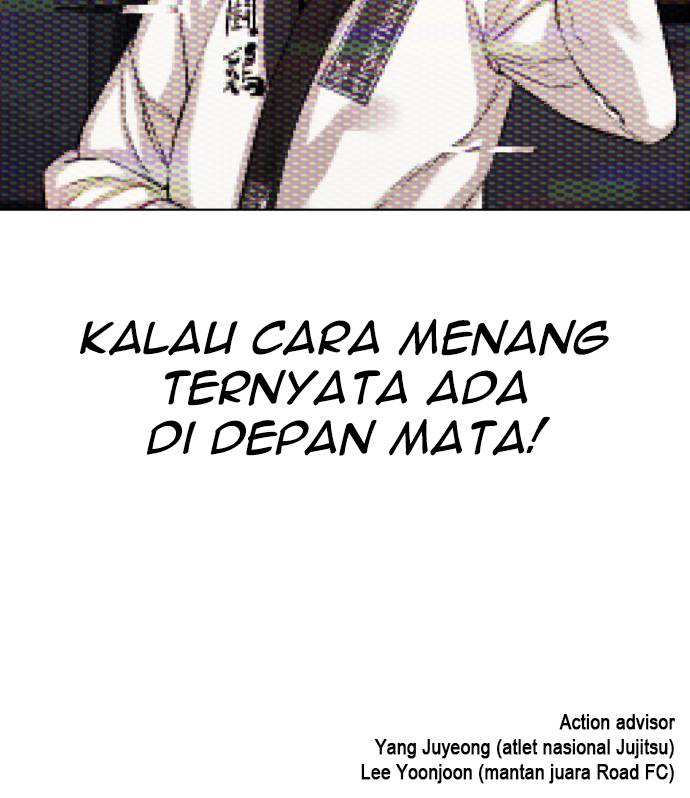 KALAU CARA MENANG
TERNYATA ADA
DI DEPAN MATA!
Action advisor
Yang Juyeong (atlet nasional Jujitsu)
Lee Yoonjoon (mantan juara Road FC)